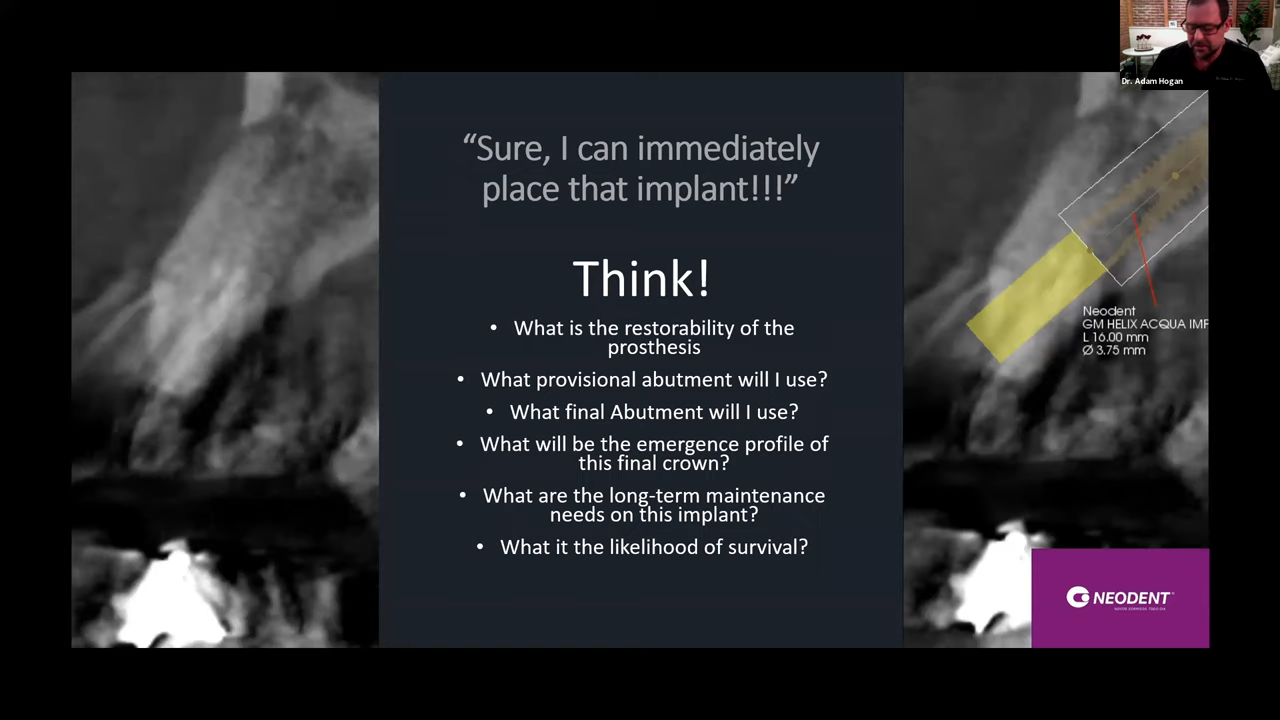 Dr. Adam Hogan
“Sure, I can immediately
place that implant!!!”
Think!
• What is the restorability of the
prosthesis
• What provisional abutment will I use?
• What final Abutment will I use?
• What will be the emergence profile of
this final crown?
• What are the long-term maintenance
needs on this implant?
• What it the likelihood of survival?
Neodent
GM HELIX ACQUA IMP
L 16.00 mm
Ø 3.75 mm
NEODENT